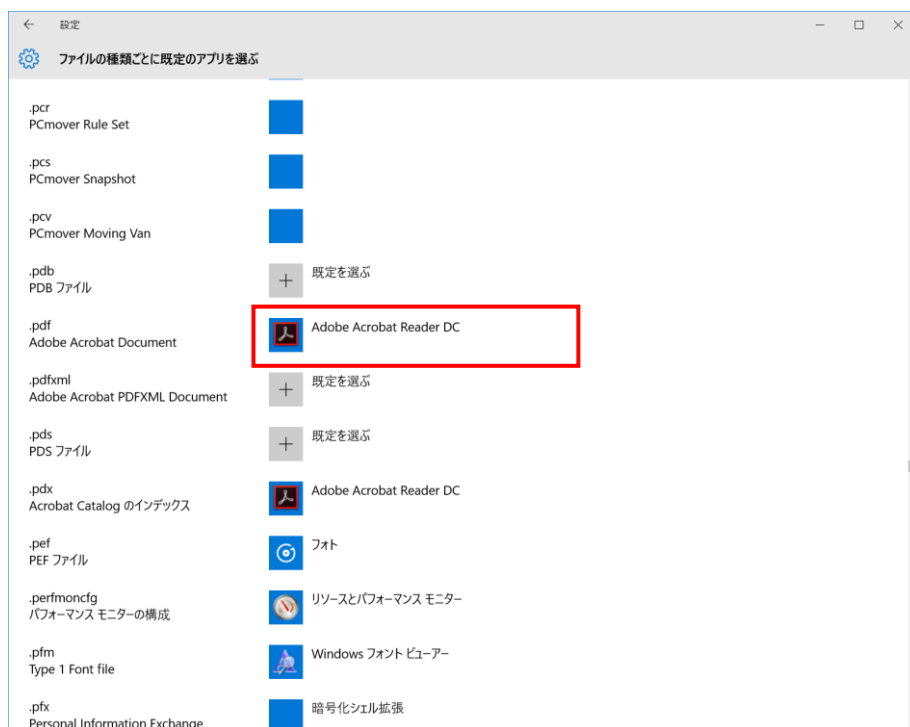 設定
ファイルの種類ごとに既定のアプリを選ぶ
.pcr
PCmover Rule Set
.pcs
PCmover Snapshot
.pcv
PCmover Moving Van
.pdb
PDB ファイル
既定を選ぶ
.pdf
Adobe Acrobat Document
Adobe Acrobat Reader DC
.pdfxml
Adobe Acrobat PDFXML Document
既定を選ぶ
.pds
PDS ファイル
既定を選ぶ
.pdx
Acrobat Catalog のインデックス
Adobe Acrobat Reader DC
.pef
PEF ファイル
フォト
.perfmoncfg
パフォーマンス モニターの構成
リソースとパフォーマンス モニター
.pfm
Type 1 Font file
Windows フォント ビューアー
.pfx
Personal Information Exchange
暗号化シェル拡張